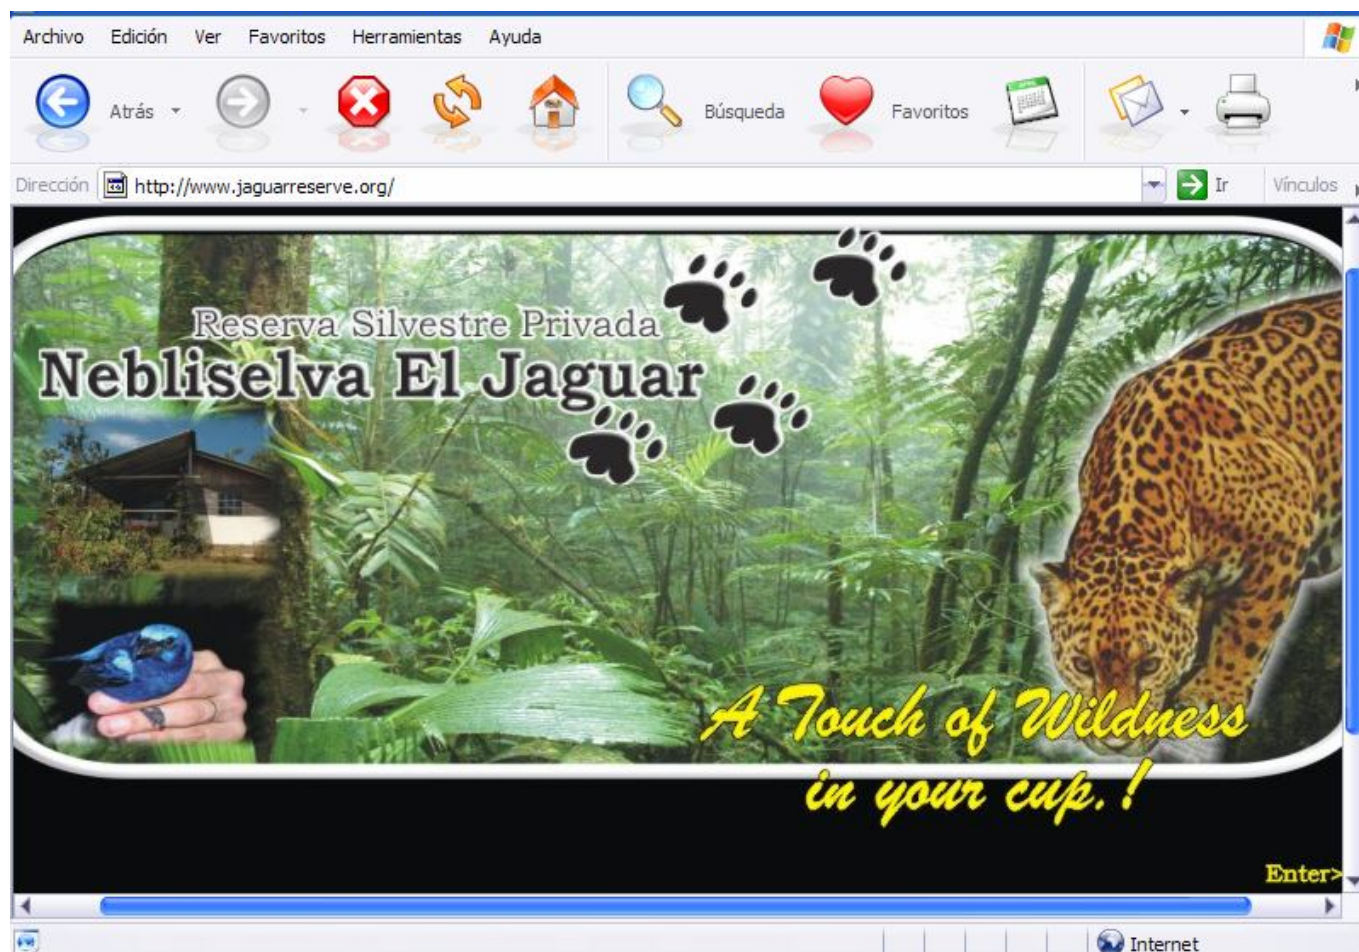 Archivo Edición Ver Favoritos Herramientas Ayuda
Atrás Búsqueda Favoritos
Dirección http://www.jaguarreserve.org/ Ir Vínculos
Reserva Silvestre Privada
Nebliselva El Jaguar
A Touch of Wildness
in your cup.!
Enter>
Internet